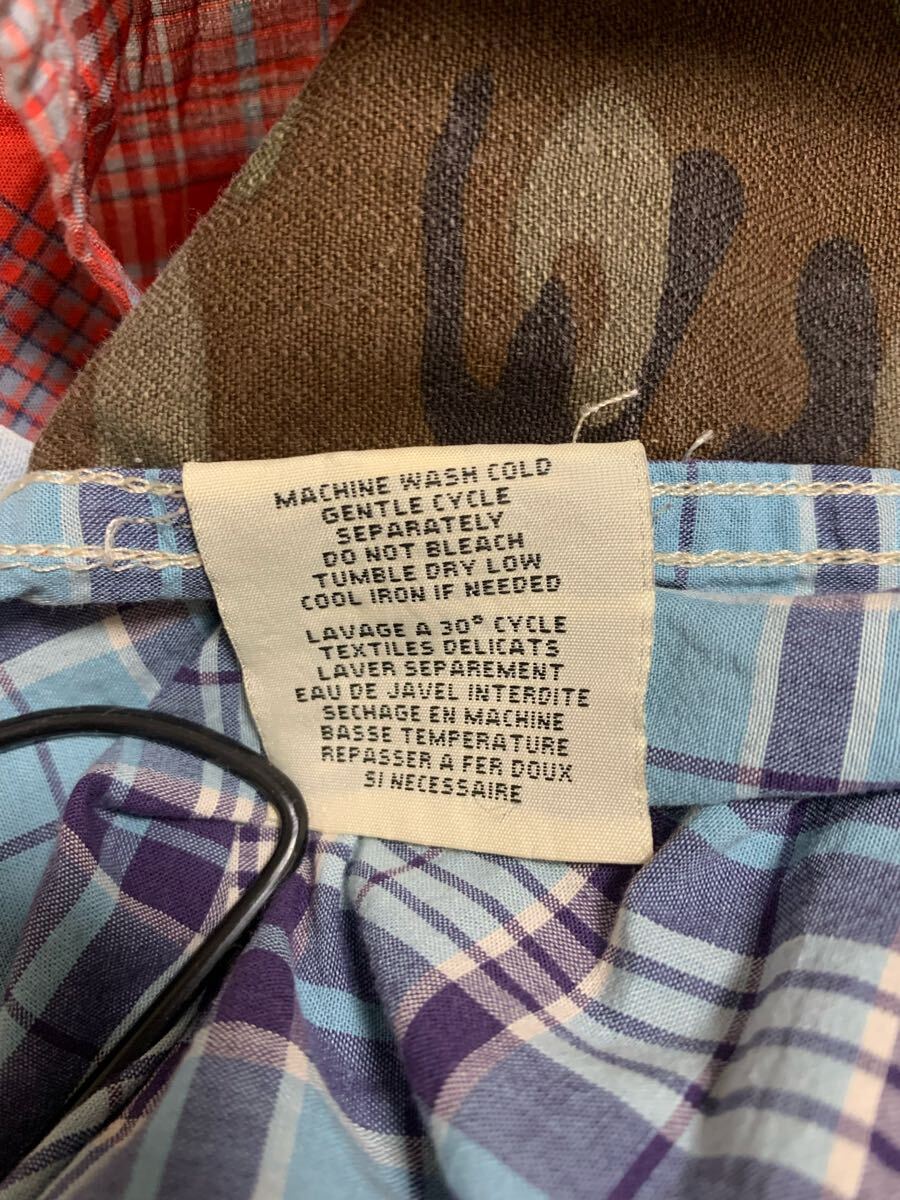 MACHINE WASH COLD
GENTLE CYCLE
SEPARATELY
DO NOT BLEACH
TUMBLE DRY LOW
COOL IRON IF NEEDED
LAVAGE A 30° CYCLE
TEXTILES DELICATS
LAVER SEPAREMENT
EAU DE JAVEL INTERDITE
SECHAGE EN MACHINE
BASSE TEMPERATURE
REPASSER A FER DOUX
SI NECESSAIRE